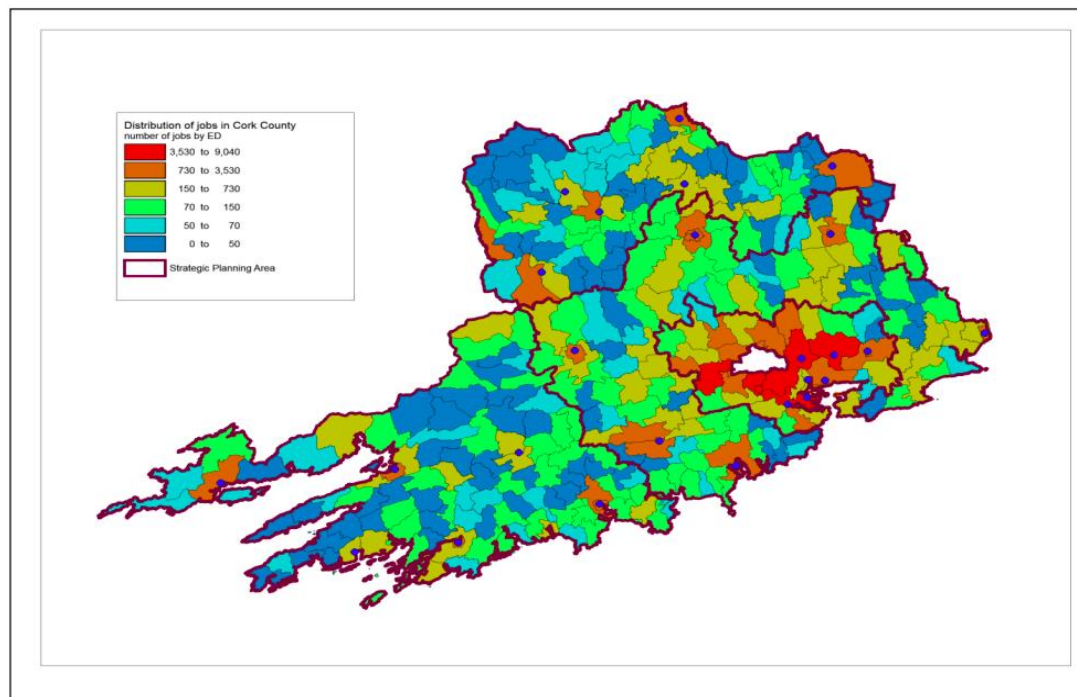 Distribution of jobs in Cork County
number of jobs by ED
3,530 to 9,040
730 to 3,530
150 to 730
70 to 150
50 to 70
0 to 50
Strategic Planning Area